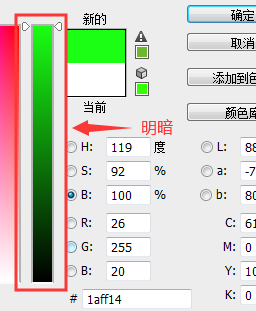 新的
确定
取消
添加到色
当前
颜色库
明暗
H: 119 度
L: 88
S: 92 %
a: -7
B: 100 %
b: 80
R: 26
C: 61
G: 255
M: 0
B: 20
Y: 10
# 1aff14
K: 0